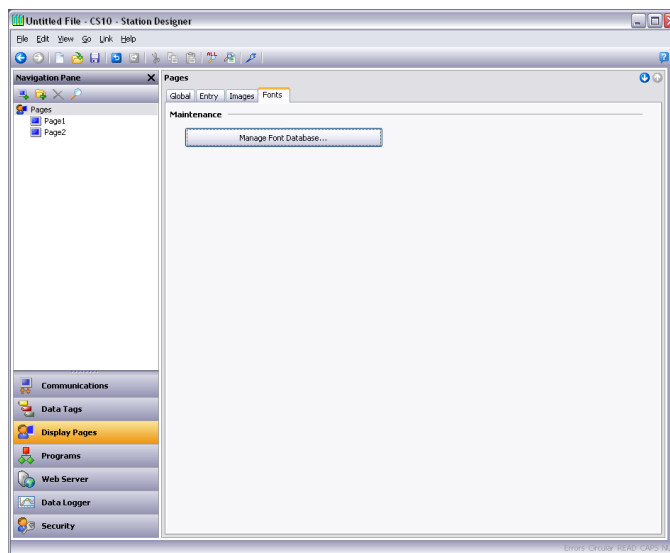 Untitled File - CS10 - Station Designer
File Edit View Go Link Help
ALL
Navigation Pane
Pages
Page1
Page2
Communications
Data Tags
Display Pages
Programs
Web Server
Data Logger
Security
Pages
Global Entry Images Fonts
Maintenance
Manage Font Database...
Errors Circular READ CAPS